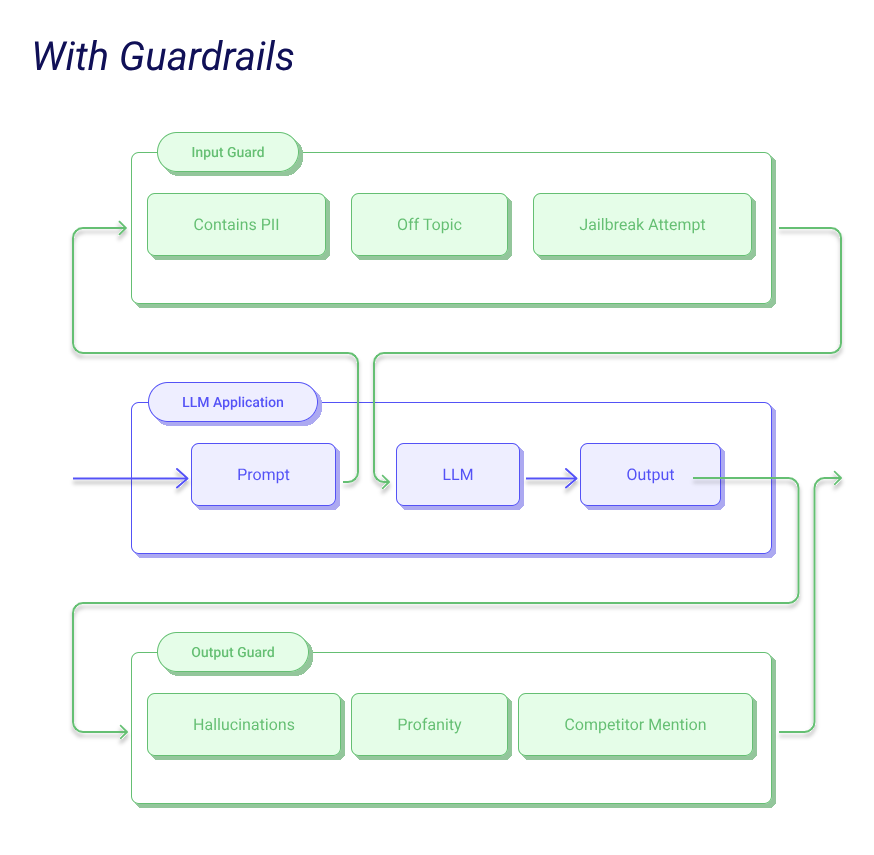 With Guardrails
Input Guard
Contains PII
Off Topic
Jailbreak Attempt
LLM Application
Prompt
LLM
Output
Output Guard
Hallucinations
Profanity
Competitor Mention